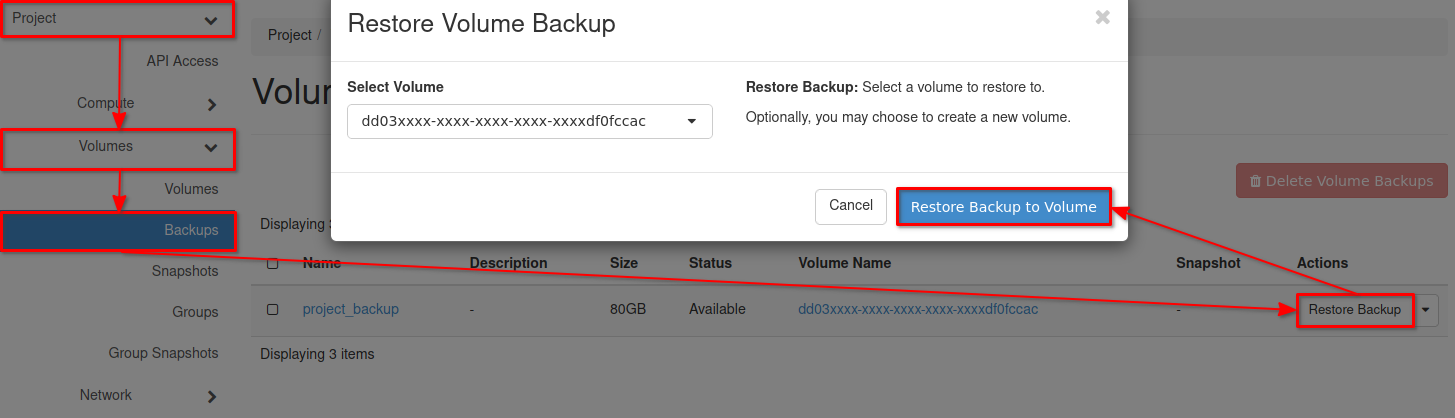 Project
API Access
Compute
Volumes
Volumes
Backups
Snapshots
Groups
Group Snapshots
Network
Project /
Volum
Delete Volume Backups
Displaying
Name Description Size Status Volume Name Snapshot Actions
project_backup - 80GB Available dd03xxxx-xxxx-xxxx-xxxx-xxxxdf0fccac - Restore Backup
Displaying 3 items
Restore Volume Backup
Select Volume
dd03xxxx-xxxx-xxxx-xxxx-xxxxdf0fccac
Restore Backup: Select a volume to restore to.
Optionally, you may choose to create a new volume.
Cancel
Restore Backup to Volume